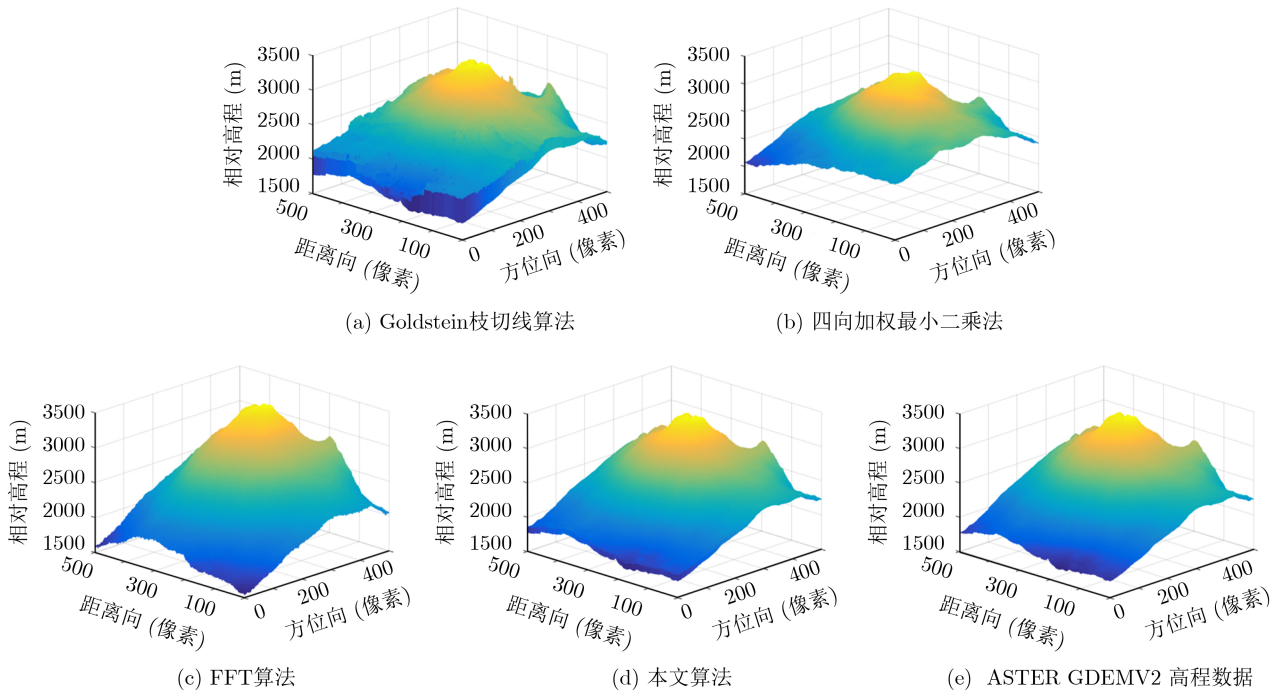 3500
3000
2500
2000
1500
相对高程 (m)
500
300
100
距离向 (像素)
0
200
400
方位向 (像素)
(a) Goldstein枝切线算法
3500
3000
2500
2000
1500
相对高程 (m)
500
300
100
距离向 (像素)
0
200
400
方位向 (像素)
(b) 四向加权最小二乘法
3500
3000
2500
2000
1500
相对高程 (m)
500
300
100
距离向 (像素)
0
200
400
方位向 (像素)
(c) FFT算法
3500
3000
2500
2000
1500
相对高程 (m)
500
300
100
距离向 (像素)
0
200
400
方位向 (像素)
(d) 本文算法
3500
3000
2500
2000
1500
相对高程 (m)
500
300
100
距离向 (像素)
0
200
400
方位向 (像素)
(e) ASTER GDEMV2 高程数据